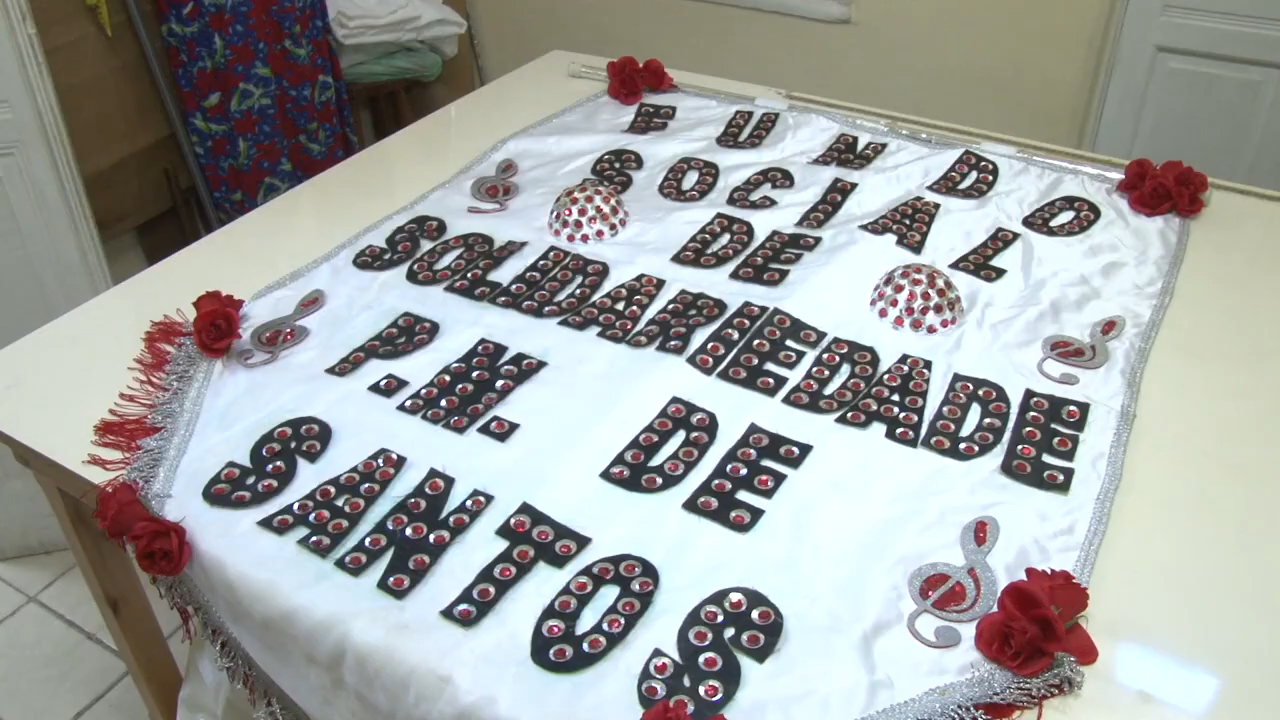 FUNDO
SOCIAL
DE
SOLIDARIEDADE
P.M. DE
SANTOS